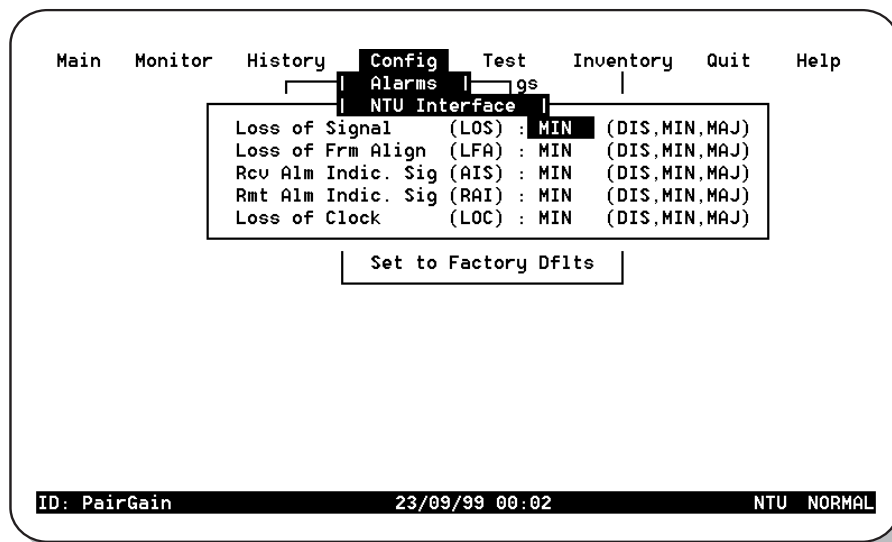 Main Monitor History Config Test Inventory Quit Help
Alarms gs
NTU Interface
Loss of Signal (LOS) : MIN (DIS,MIN,MAJ)
Loss of Frm Align (LFA) : MIN (DIS,MIN,MAJ)
Rcv Alm Indic. Sig (AIS) : MIN (DIS,MIN,MAJ)
Rmt Alm Indic. Sig (RAI) : MIN (DIS,MIN,MAJ)
Loss of Clock (LOC) : MIN (DIS,MIN,MAJ)
Set to Factory Dflts
ID: PairGain 23/09/99 00:02 NTU NORMAL